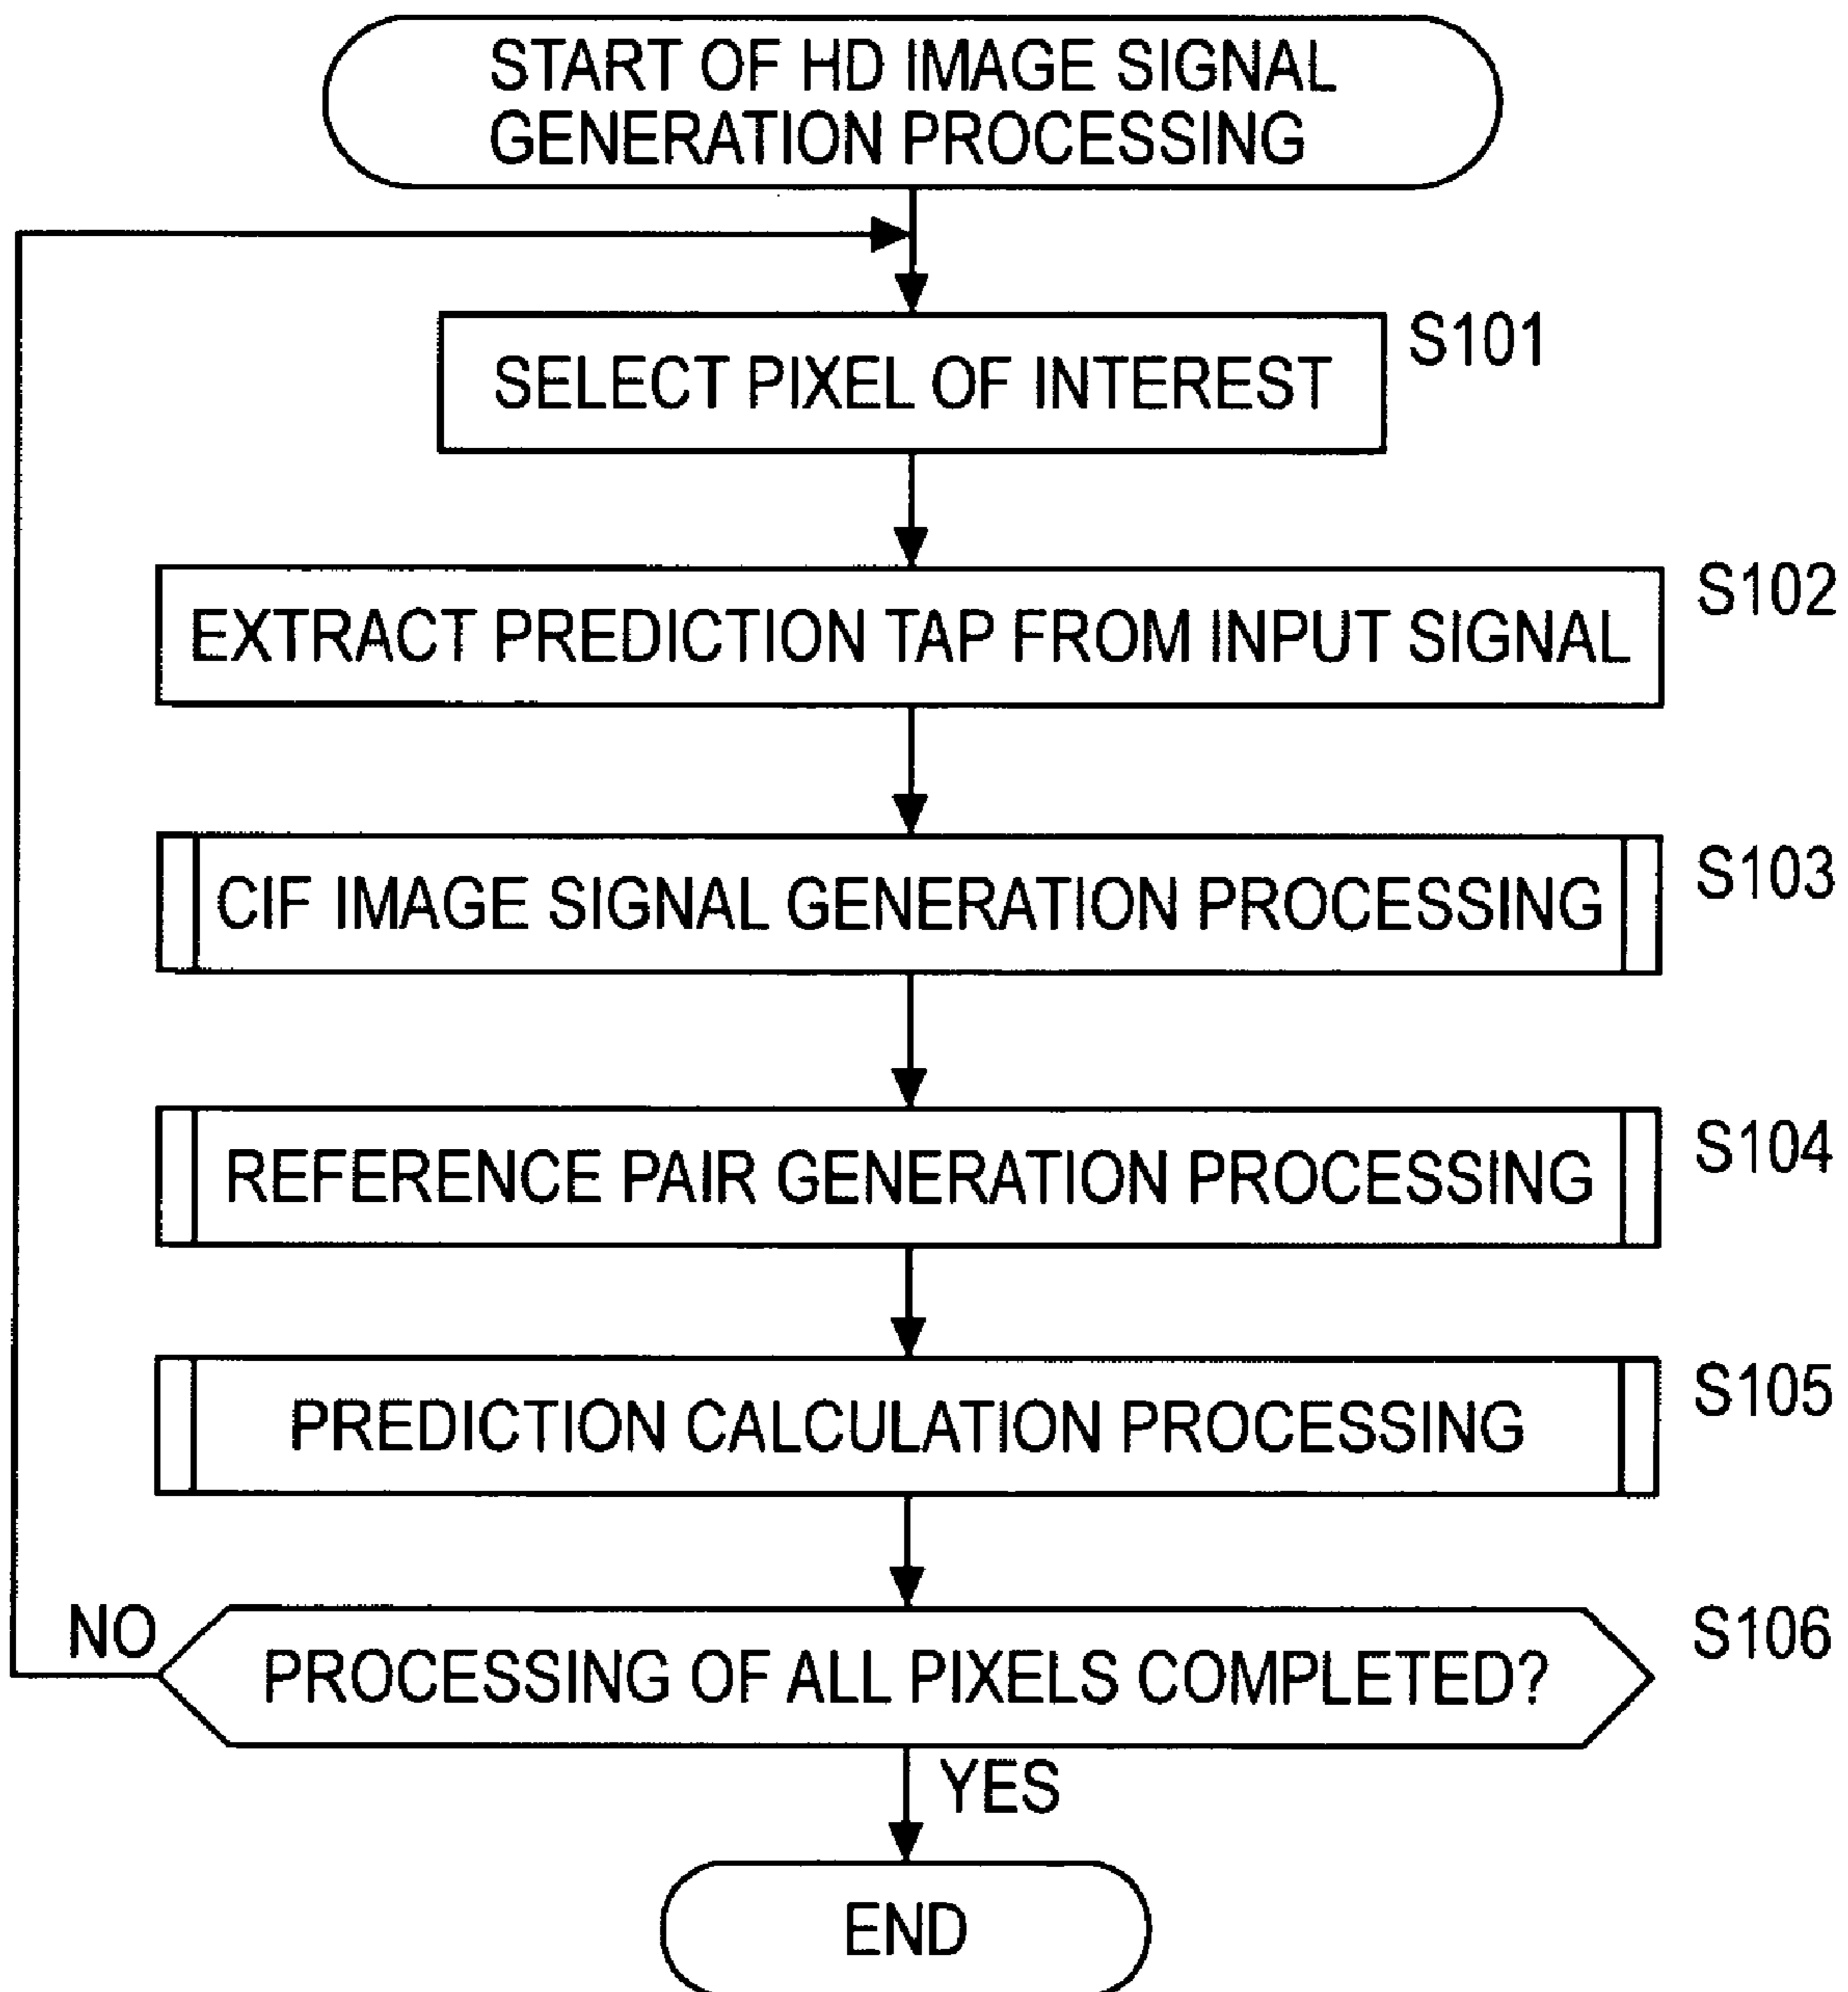 START OF HD IMAGE SIGNAL
GENERATION PROCESSING
S101
SELECT PIXEL OF INTEREST
S102
EXTRACT PREDICTION TAP FROM INPUT SIGNAL
S103
CIF IMAGE SIGNAL GENERATION PROCESSING
S104
REFERENCE PAIR GENERATION PROCESSING
S105
PREDICTION CALCULATION PROCESSING
S106
NO
PROCESSING OF ALL PIXELS COMPLETED?
YES
END